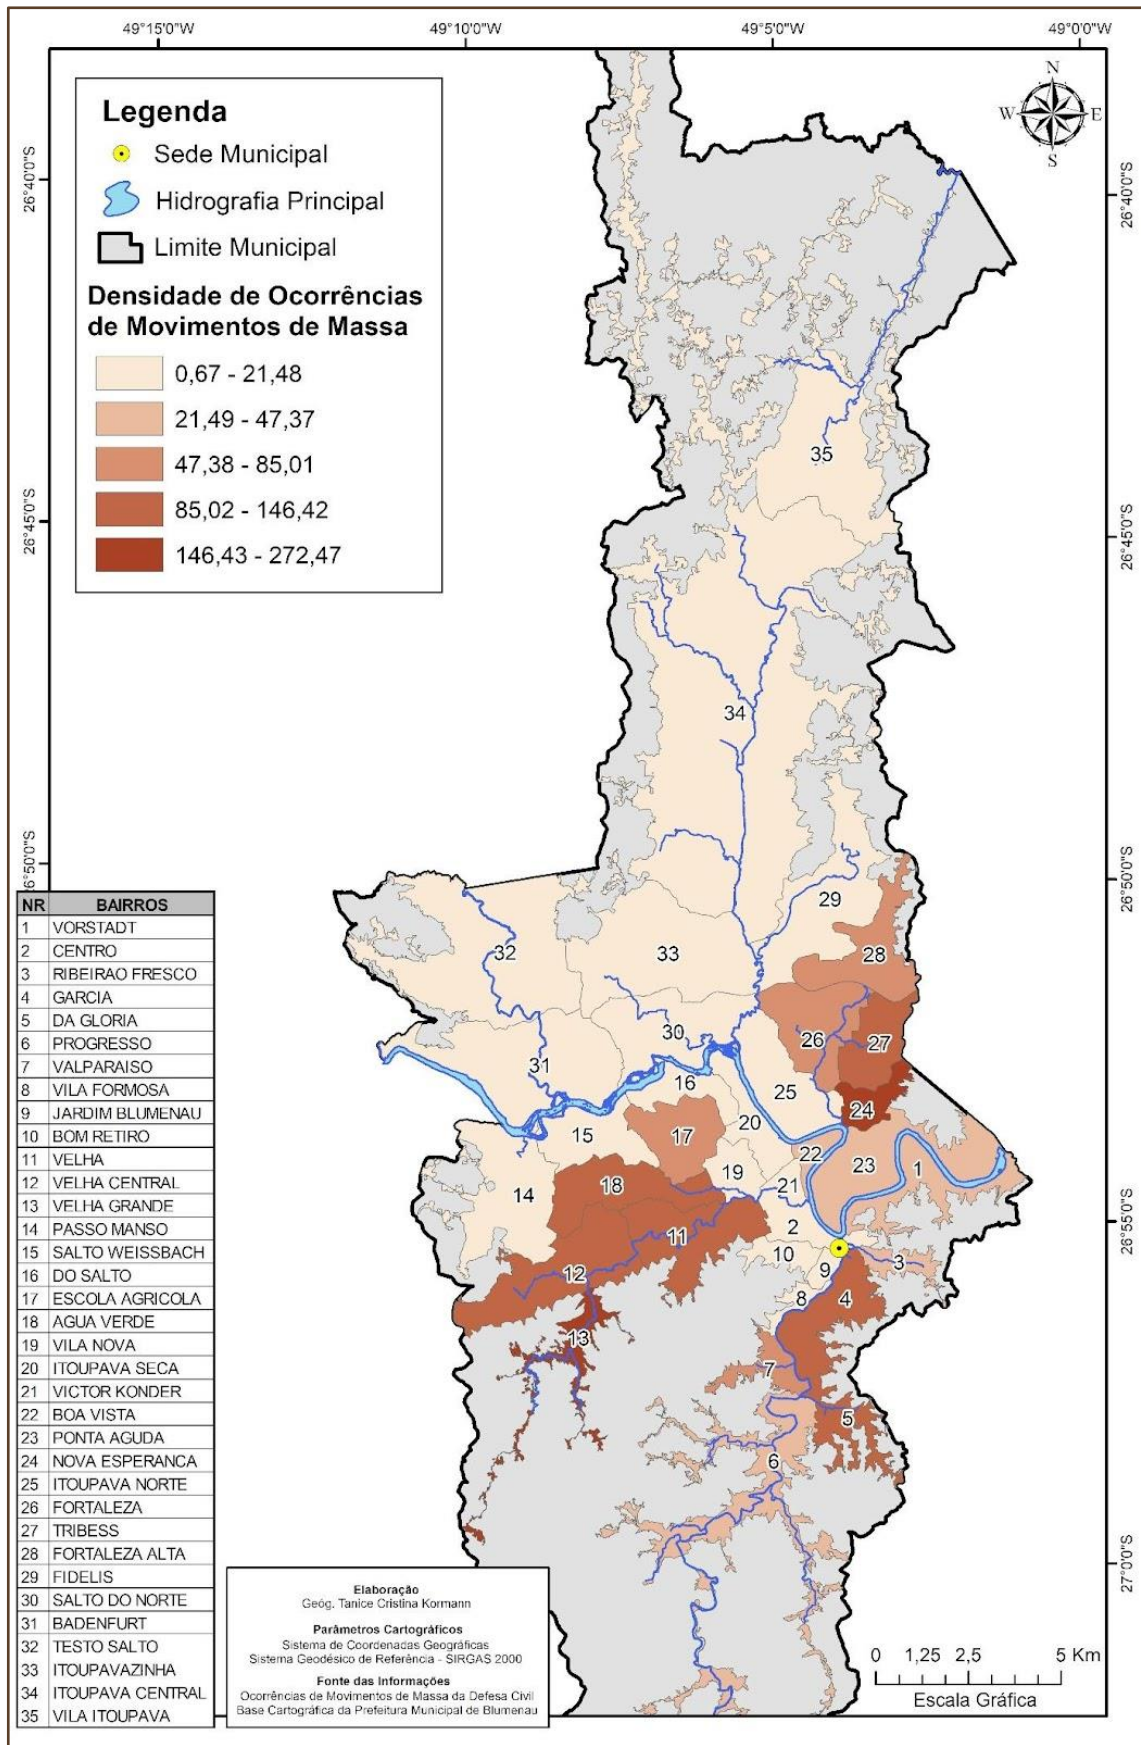 49°15'0"W
49°10'0"W
49°5'0"W
49°0'0"W
N
W
E
S
Legenda
Sede Municipal
Hidrografia Principal
Limite Municipal
Densidade de Ocorrências
de Movimentos de Massa
0,67 - 21,48
21,49 - 47,37
47,38 - 85,01
85,02 - 146,42
146,43 - 272,47
26°40'0"S
26°40'0"S
26°45'0"S
26°45'0"S
26°50'0"S
26°50'0"S
26°55'0"S
27°0'0"S
35
34
29
28
32
33
30
26
27
31
16
25
24
15
17
20
22
23
1
14
18
19
21
11
2
10
3
12
9
8
4
13
7
5
6
NR BAIRROS
1 VORSTADT
2 CENTRO
3 RIBEIRAO FRESCO
4 GARCIA
5 DA GLORIA
6 PROGRESSO
7 VALPARAISO
8 VILA FORMOSA
9 JARDIM BLUMENAU
10 BOM RETIRO
11 VELHA
12 VELHA CENTRAL
13 VELHA GRANDE
14 PASSO MANSO
15 SALTO WEISSBACH
16 DO SALTO
17 ESCOLA AGRICOLA
18 AGUA VERDE
19 VILA NOVA
20 ITOUPAVA SECA
21 VICTOR KONDER
22 BOA VISTA
23 PONTA AGUDA
24 NOVA ESPERANCA
25 ITOUPAVA NORTE
26 FORTALEZA
27 TRIBESS
28 FORTALEZA ALTA
29 FIDELIS
30 SALTO DO NORTE
31 BADENFURT
32 TESTO SALTO
33 ITOUPAVAZINHA
34 ITOUPAVA CENTRAL
35 VILA ITOUPAVA
Elaboração
Geóg. Tanice Cristina Kormann
Parâmetros Cartográficos
Sistema de Coordenadas Geográficas
Sistema Geodésico de Referência - SIRGAS 2000
Fonte das Informações
Ocorrências de Movimentos de Massa da Defesa Civil
Base Cartográfica da Prefeitura Municipal de Blumenau
0 1,25 2,5 5 Km
Escala Gráfica